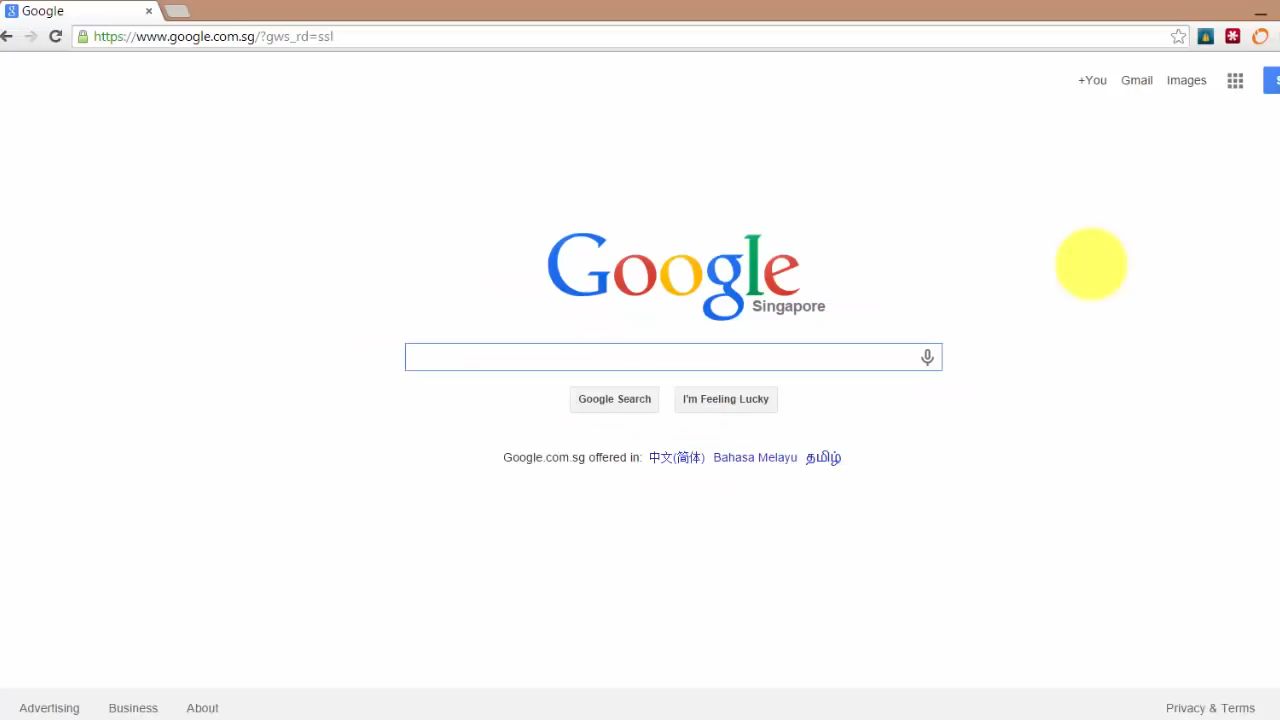 Google
https://www.google.com.sg/?gws_rd=ssl
+You Gmail Images
Google
Singapore
Google Search I'm Feeling Lucky
Google.com.sg offered in: 中文(简体) Bahasa Melayu தமிழ்
Advertising Business About Privacy & Terms